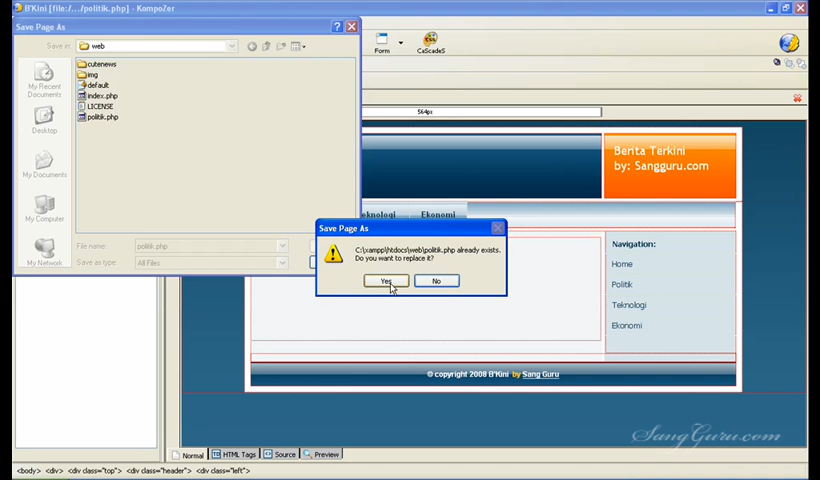 B'Kini [file:/.../politik.php] - KompoZer
Save Page As
Save in:
web
Form
CaScadeS
My Recent
Documents
Desktop
My Documents
My Computer
My Network
cutenews
img
default
index.php
LICENSE
politik.php
File name:
politik.php
Save as type:
All Files
564px
Berita Terkini
by: Sangguru.com
eknologi
Ekonomi
Save Page As
C:\xampp\htdocs\web\politik.php already exists.
Do you want to replace it?
Yes
No
Navigation:
Home
Politik
Teknologi
Ekonomi
© copyright 2008 B'Kini by Sang Guru
SangGuru.com
Normal
HTML Tags
Source
Preview
<body> <div> <div class="top"> <div class="header"> <div class="left">